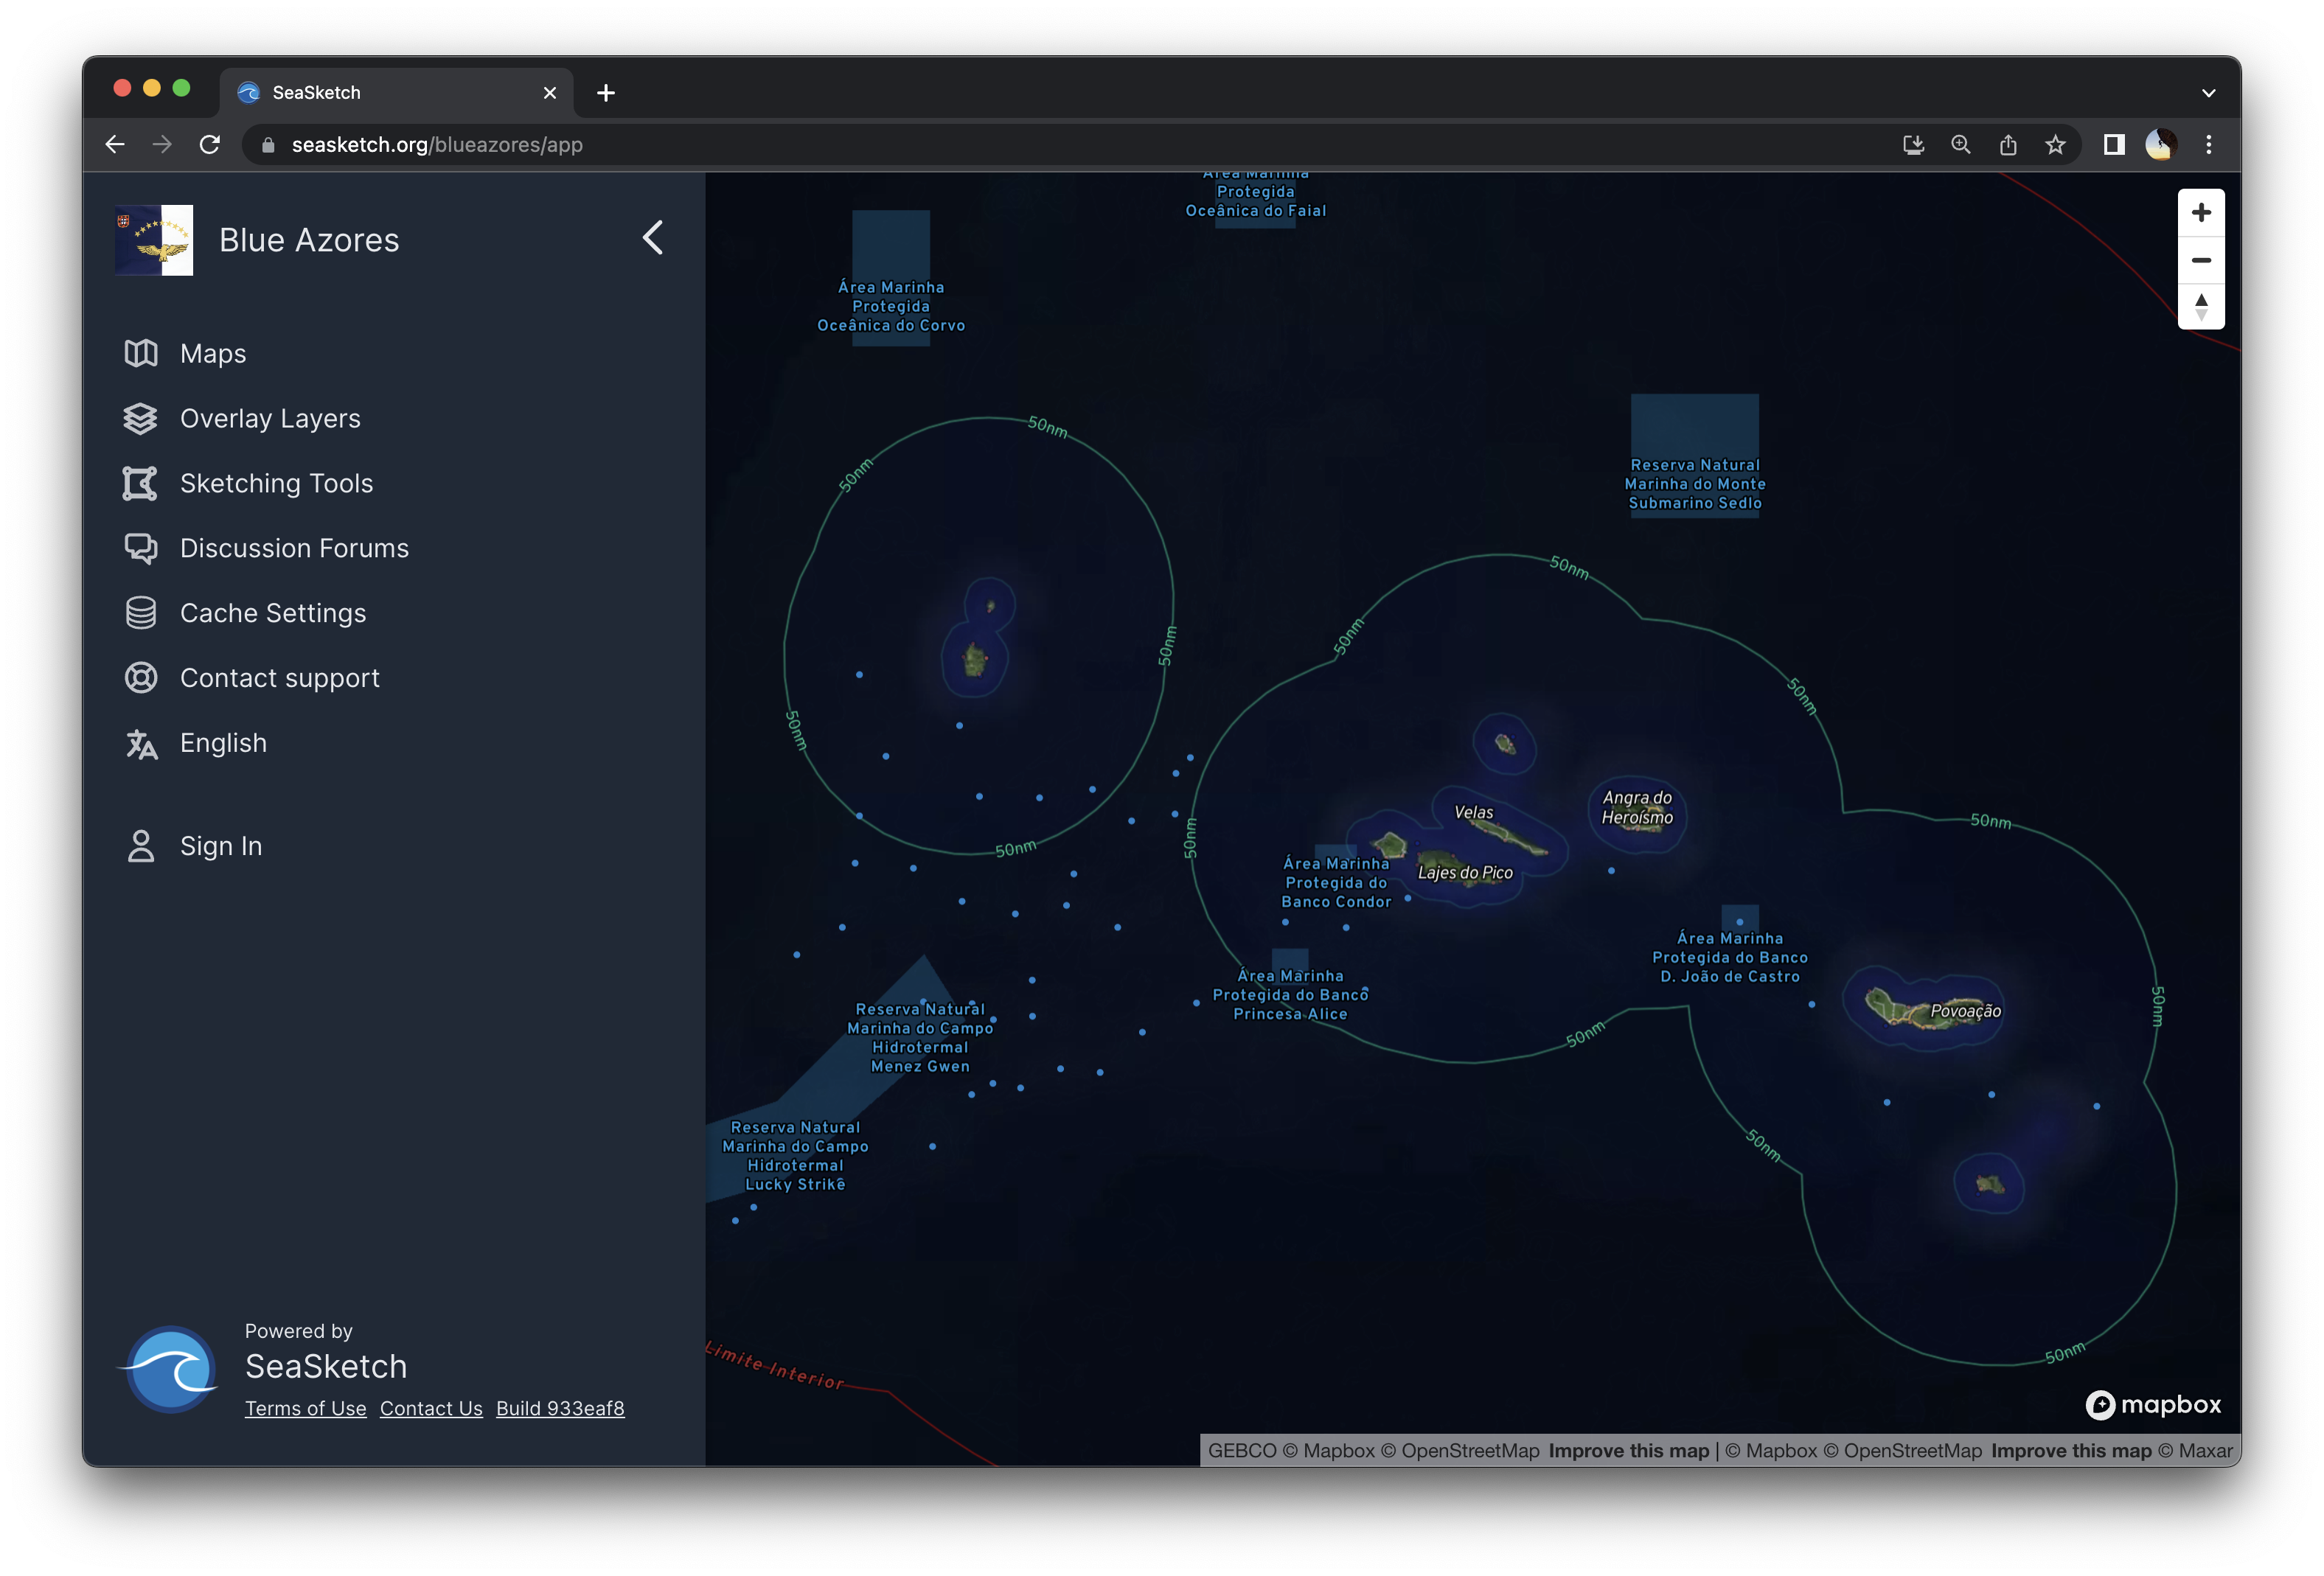 SeaSketch
seasketch.org/blueazores/app
Blue Azores
Maps
Overlay Layers
Sketching Tools
Discussion Forums
Cache Settings
Contact support
English
Sign In
Powered by
SeaSketch
Terms of Use Contact Us Build 933eaf8
Área Marinha
Protegida
Oceânica do Faial
Área Marinha
Protegida
Oceânica do Corvo
Reserva Natural
Marinha do Monte
Submarino Sedlo
50nm
50nm
50nm
50nm
50nm
50nm
50nm
50nm
50nm
50nm
50nm
50nm
50nm
50nm
Velas
Angra do
Heroísmo
Lajes do Pico
Área Marinha
Protegida do
Banco Condor
Área Marinha
Protegida do Banco
D. João de Castro
Área Marinha
Protegida do Banco
Princesa Alice
Povoação
Reserva Natural
Marinha do Campo
Hidrotermal
Menez Gwen
Reserva Natural
Marinha do Campo
Hidrotermal
Lucky Strike
Limite Interior
mapbox
GEBCO © Mapbox © OpenStreetMap Improve this map | © Mapbox © OpenStreetMap Improve this map © Maxar